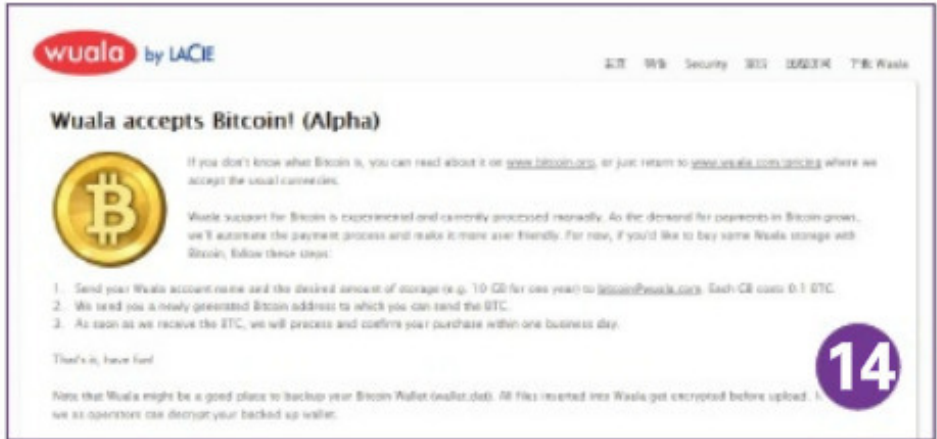 wuala by LACIE
Security Wuala
Wuala accepts Bitcoin! (Alpha)
If you don't know what Bitcoin is, you can read about it on www.bitcoin.org, or just return to www.wuala.com/pricing where we
accept the usual currencies.
Wuala support for Bitcoin is experimental and currently processed manually. As the demand for payments in Bitcoin grows,
we'll automate the payment process and make it more user friendly. For now, if you'd like to buy some Wuala storage with
Bitcoin, follow these steps:
1. Send your Wuala account name and the desired amount of storage (e.g. 10 GB for one year) to bitcoin@wuala.com. Each GB costs 0.1 BTC.
2. We send you a newly generated Bitcoin address to which you can send the BTC.
3. As soon as we receive the BTC, we will process and confirm your purchase within one business day.
That's it, have fun!
14
Note that Wuala might be a good place to backup your Bitcoin Wallet (wallet.dat). All files inserted into Wuala get encrypted before upload.
we as operators can decrypt your backed up wallet.